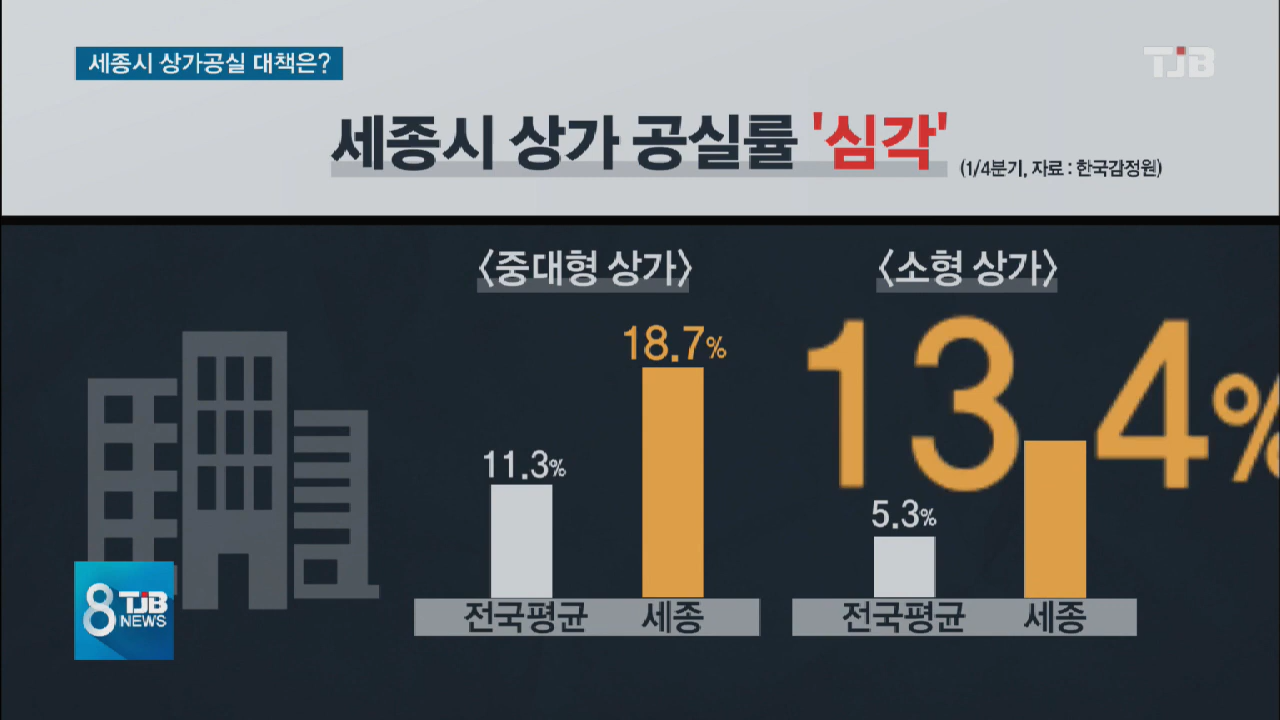 세종시 상가공실 대책은?
TJB
세종시 상가 공실률 '심각'
(1/4분기, 자료 : 한국감정원)
<중대형 상가>
<소형 상가>
18.7%
13.4%
11.3%
5.3%
전국평균
세종
전국평균
세종
8 TJB
NEWS